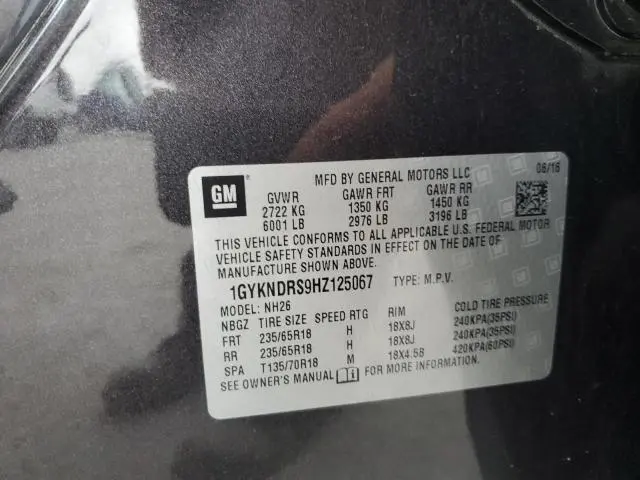 GM
MFD BY GENERAL MOTORS LLC 06/16
GVWR GAWR FRT GAWR RR
2722 KG 1350 KG 1450 KG
6001 LB 2976 LB 3196 LB
THIS VEHICLE CONFORMS TO ALL APPLICABLE U.S. FEDERAL MOTOR
VEHICLE SAFETY STANDARDS IN EFFECT ON THE DATE OF
MANUFACTURE SHOWN ABOVE.
1GYKNDRS9HZ125067 TYPE: M.P.V.
MODEL: NH26
NBGZ TIRE SIZE SPEED RTG RIM COLD TIRE PRESSURE
FRT 235/65R18 H 18X8J 240KPA(35PSI)
RR 235/65R18 H 18X8J 240KPA(35PSI)
SPA T135/70R18 M 18X4.5B 420KPA(60PSI)
SEE OWNER'S MANUAL FOR MORE INFORMATION.